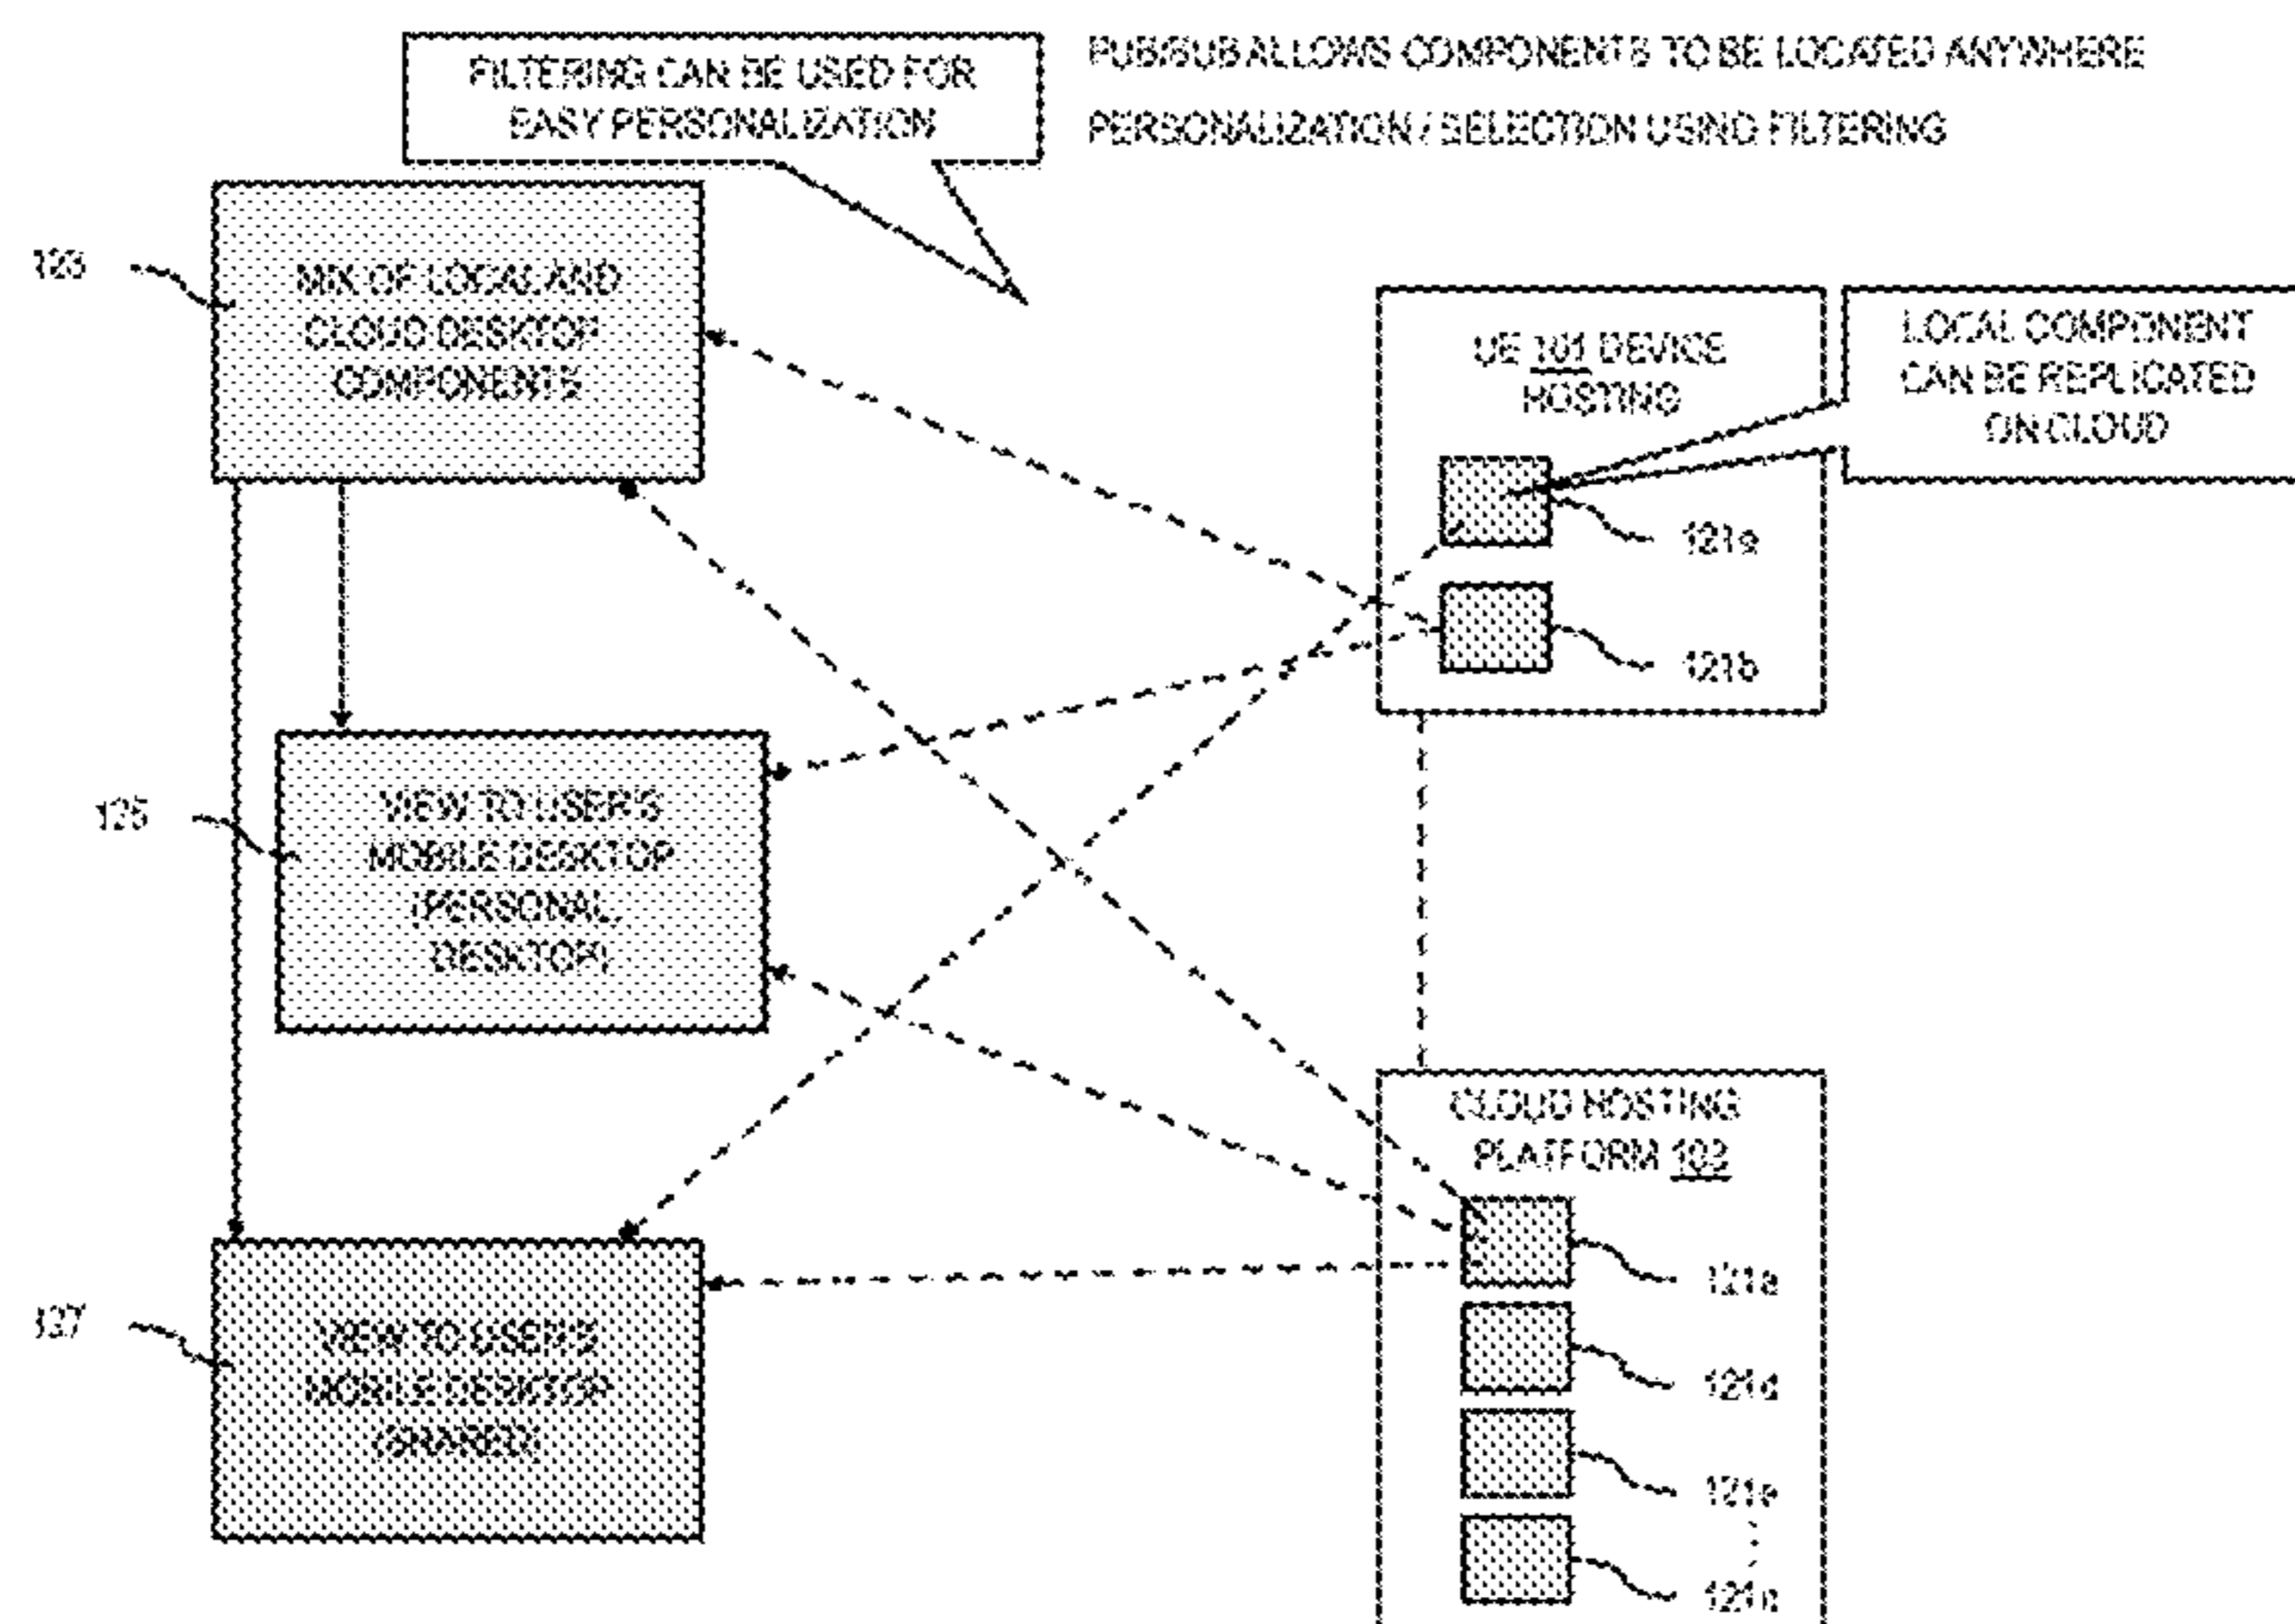 FILTERING CAN BE USED FOR
EASY PERSONALIZATION
PUB/SUB ALLOWS COMPONENTS TO BE LOCATED ANYWHERE
PERSONALIZATION / SELECTION USING FILTERING
MIX OF LOCAL AND
CLOUD DESKTOP
COMPONENTS
UE 101 DEVICE
HOSTING
LOCAL COMPONENT
CAN BE REPLICATED
ON CLOUD
121b
125
VIEW TO USER'S
MOBILE DESKTOP
(PERSONAL
DESKTOP)
CLOUD HOSTING
PLATFORM
121a
121d
127
VIEW TO USER'S
MOBILE DESKTOP
(SHARED)
121e
121n